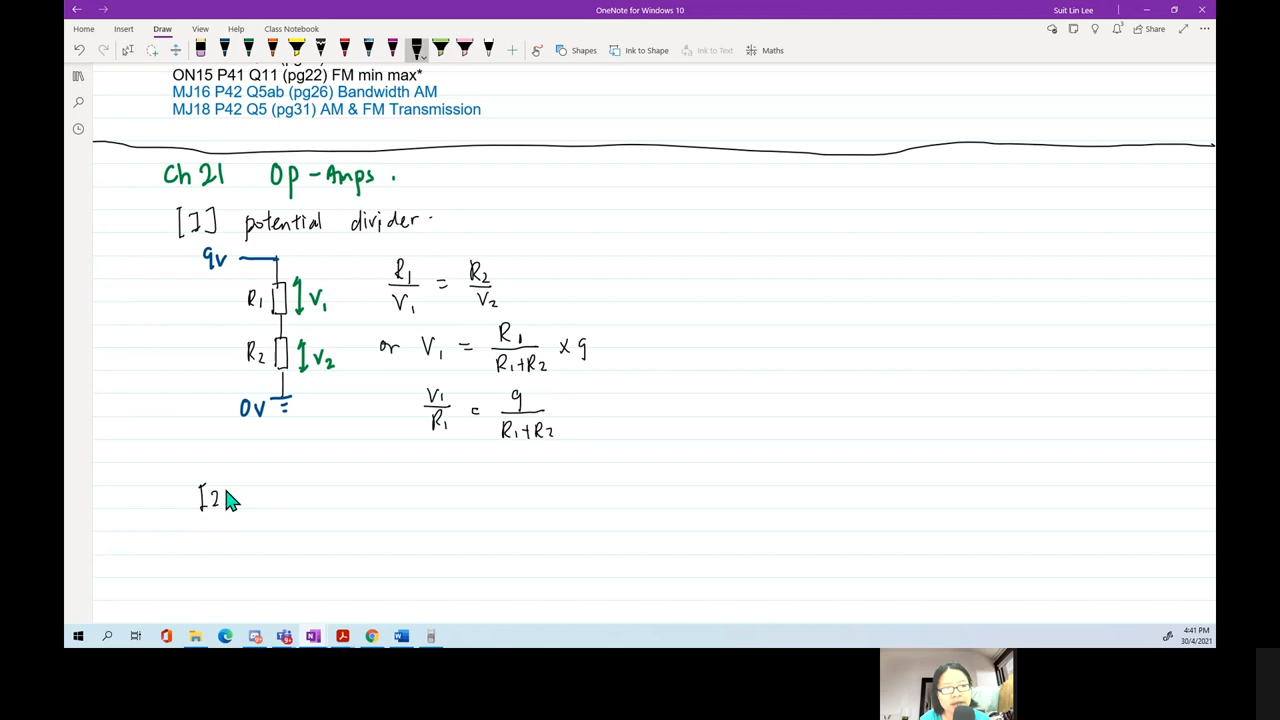 OneNote for Windows 10
Suit Lin Lee
Home Insert Draw View Help Class Notebook
Shapes Ink to Shape Ink to Text Maths Share
ON15 P41 Q11 (pg22) FM min max*
MJ16 P42 Q5ab (pg26) Bandwidth AM
MJ18 P42 Q5 (pg31) AM & FM Transmission
Ch 21 Op-Amps .
[1] potential divider.
9V
R1 V1
R2 V2
0V
R1/V1 = R2/V2
or V1 = R1/(R1+R2) x 9
V1/R1 = 9/(R1+R2)
[2
4:41 PM
30/4/2021